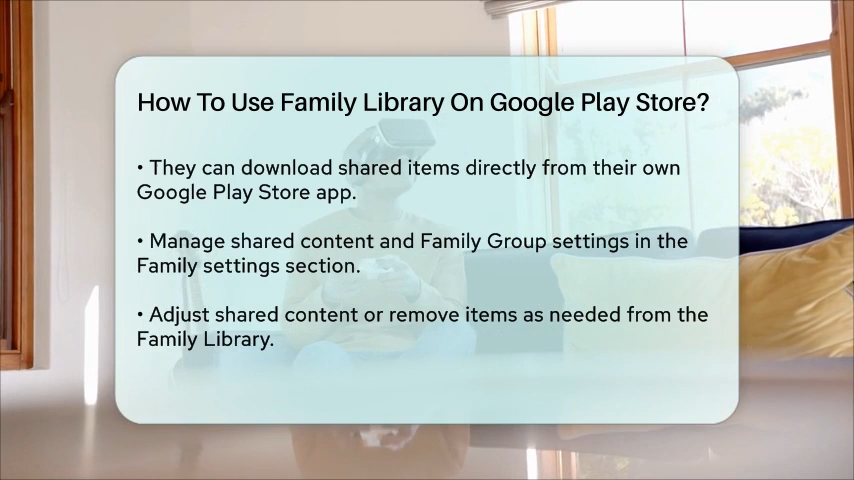 How To Use Family Library On Google Play Store?
• They can download shared items directly from their own
Google Play Store app.
• Manage shared content and Family Group settings in the
Family settings section.
• Adjust shared content or remove items as needed from the
Family Library.